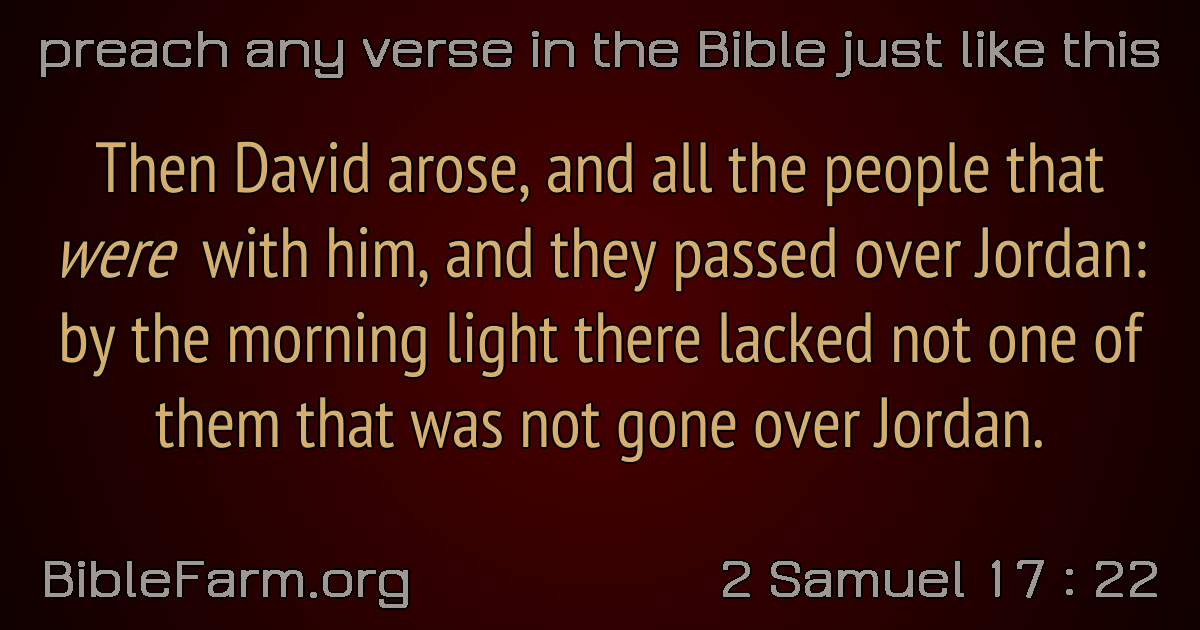 preach any verse in the Bible just like this
Then David arose, and all the people that
were with him, and they passed over Jordan:
by the morning light there lacked not one of
them that was not gone over Jordan.
BibleFarm.org
2 Samuel 17 : 22